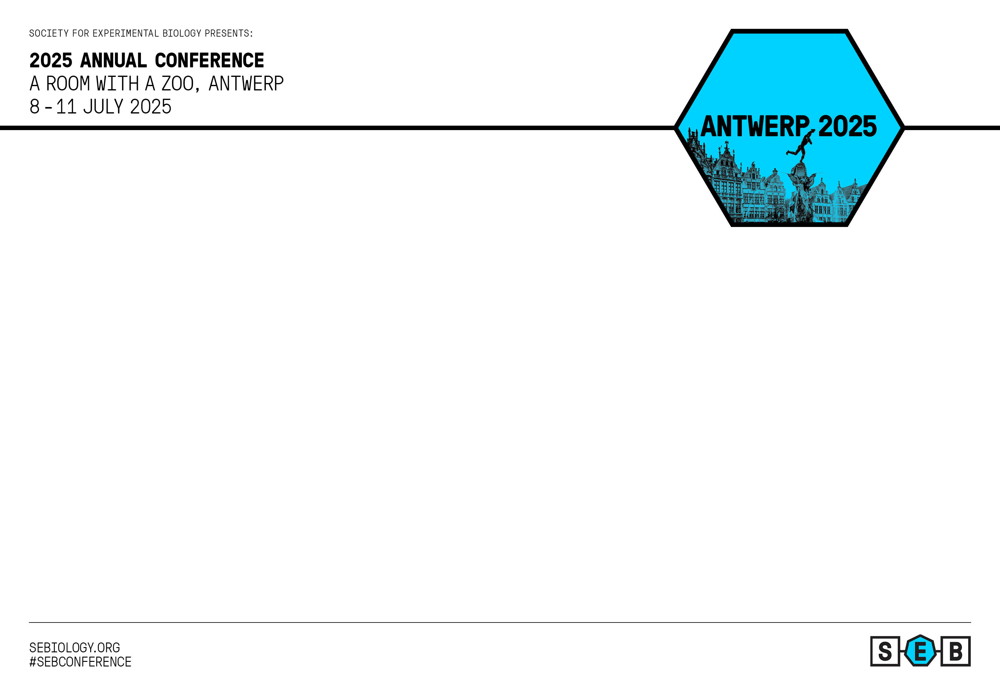 SOCIETY FOR EXPERIMENTAL BIOLOGY PRESENTS:
2025 ANNUAL CONFERENCE
A ROOM WITH A ZOO, ANTWERP
8 - 11 JULY 2025
ANTWERP 2025
SEBIOLOGY.ORG
#SEBCONFERENCE
S E B